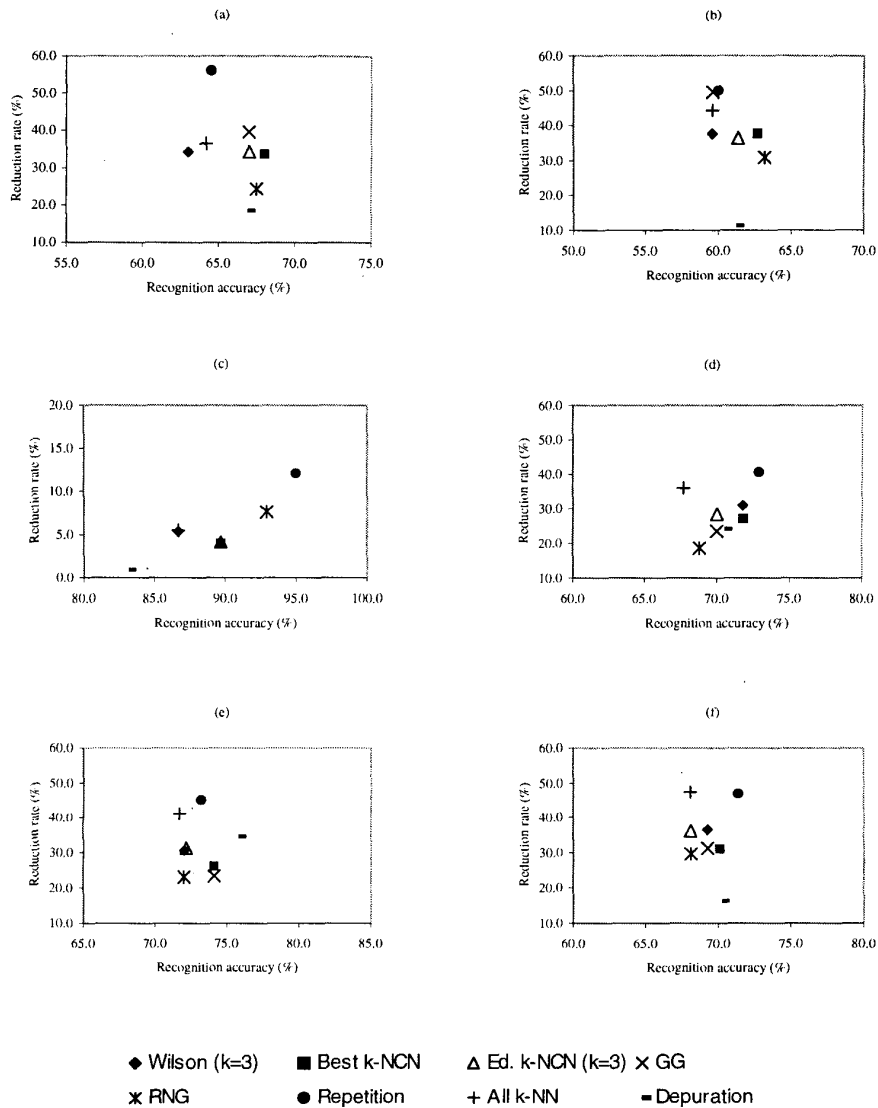 (a)
(b)
60.0
50.0
40.0
30.0
20.0
10.0
Reduction rate (%)
55.0 60.0 65.0 70.0 75.0
Recognition accuracy (%)
60.0
50.0
40.0
30.0
20.0
10.0
0.0
Reduction rate (%)
50.0 55.0 60.0 65.0 70.0
Recognition accuracy (%)
(c)
(d)
20.0
15.0
10.0
5.0
0.0
Reduction rate (%)
80.0 85.0 90.0 95.0 100.0
Recognition accuracy (%)
60.0
50.0
40.0
30.0
20.0
10.0
Reduction rate (%)
60.0 65.0 70.0 75.0 80.0
Recognition accuracy (%)
(e)
(f)
60.0
50.0
40.0
30.0
20.0
10.0
Reduction rate (%)
65.0 70.0 75.0 80.0 85.0
Recognition accuracy (%)
60.0
50.0
40.0
30.0
20.0
10.0
Reduction rate (%)
60.0 65.0 70.0 75.0 80.0
Recognition accuracy (%)
Wilson (k=3) Best k-NCN Ed. k-NCN (k=3) GG
RNG Repetition All k-NN Depuration